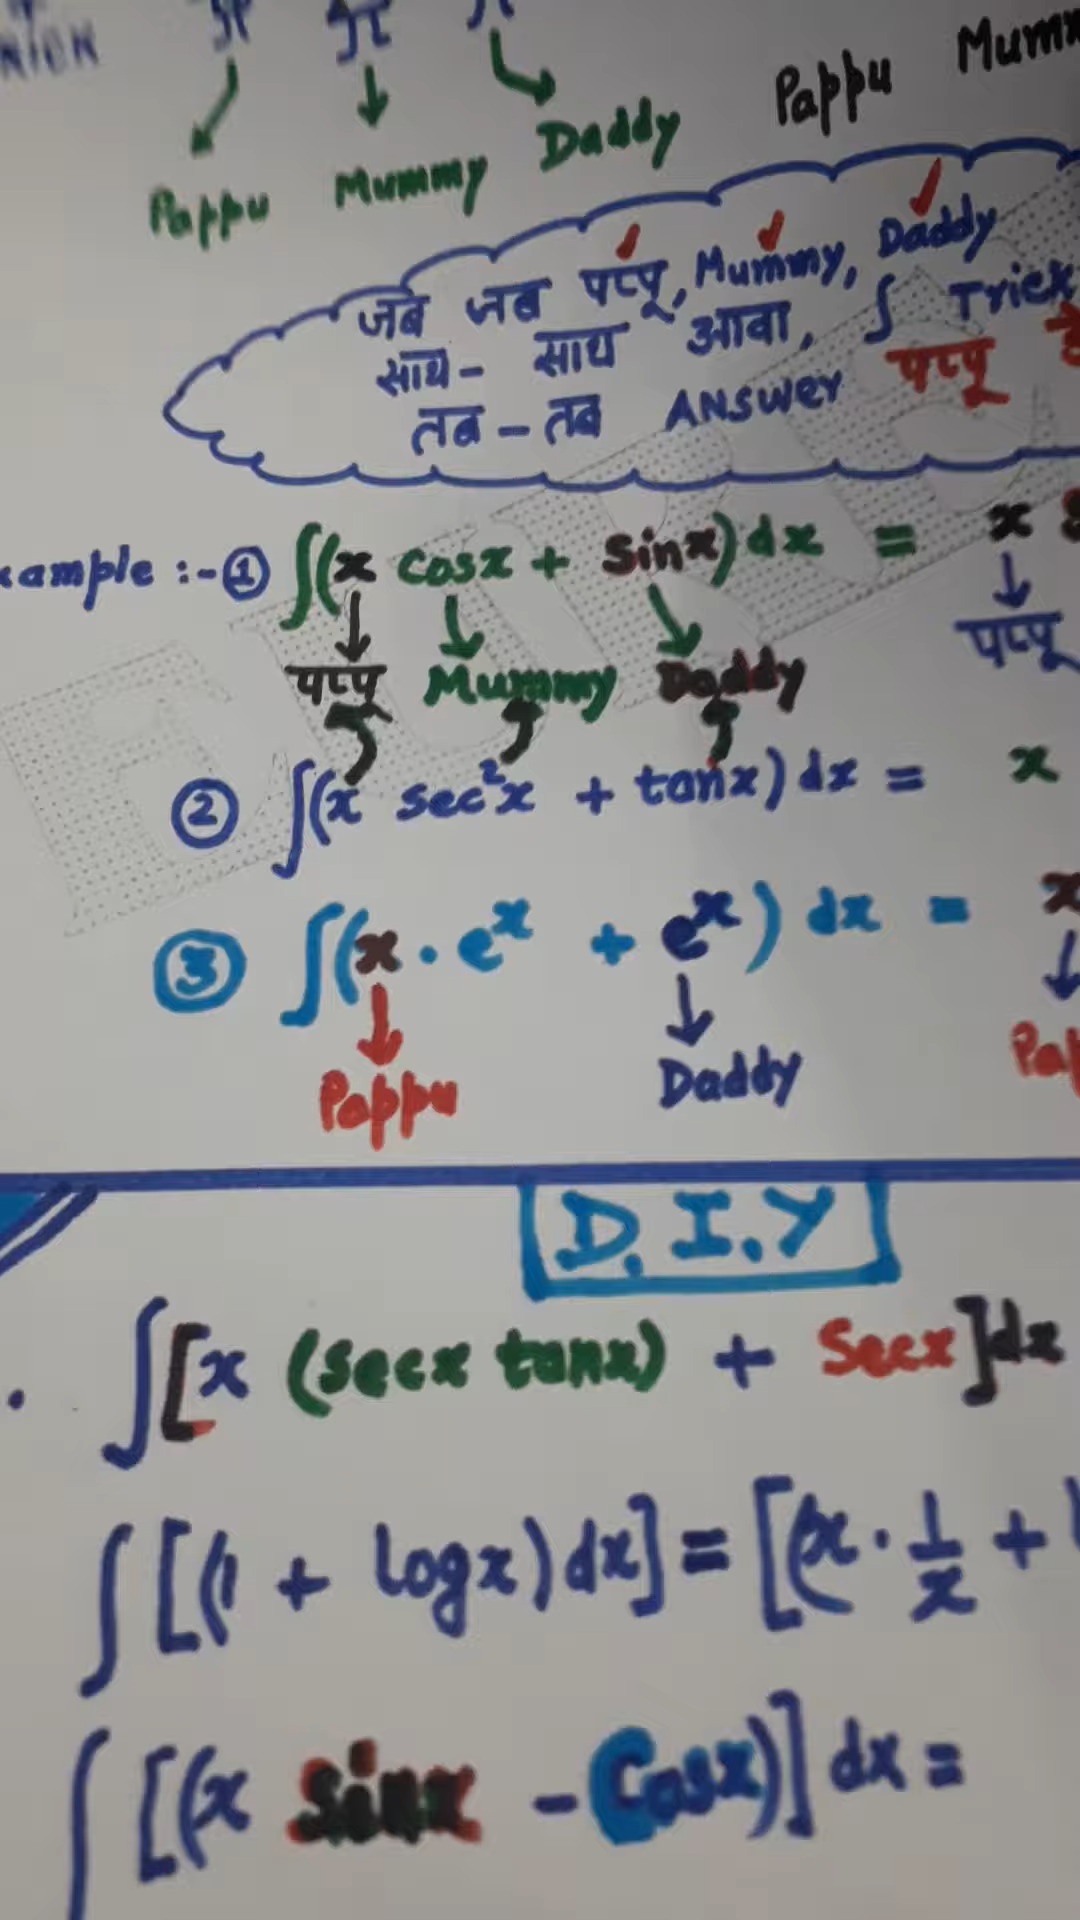 Pappu Mummy Daddy Pappu
जब जब पप्पू, Mummy, Daddy
साथ - साथ आवा, ∫ Trick
तब - तब Answer पप्पू
:- ① ∫(x cosx + sinx) dx = x
पप्पू Mummy Daddy पप्पू
② ∫(x sec²x + tanx) dx = x
③ ∫(x · eˣ + eˣ) dx = x
Pappu Daddy
D.I.Y
∫[x (secx tanx) + Secx]dx
∫[(1 + logx)dx] = [(x · 1/x +
∫[(x sinx - Cosx)] dx =